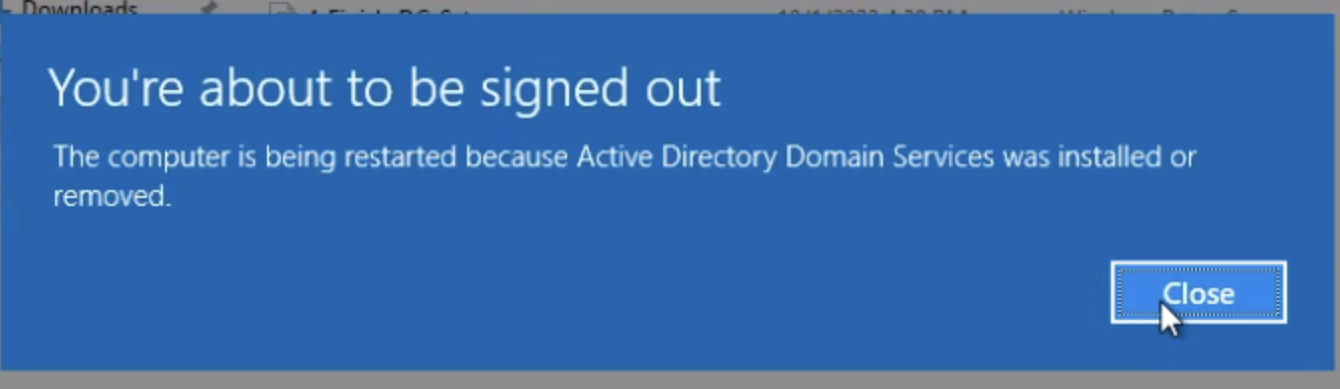 Downloads
You're about to be signed out
The computer is being restarted because Active Directory Domain Services was installed or
removed.
Close